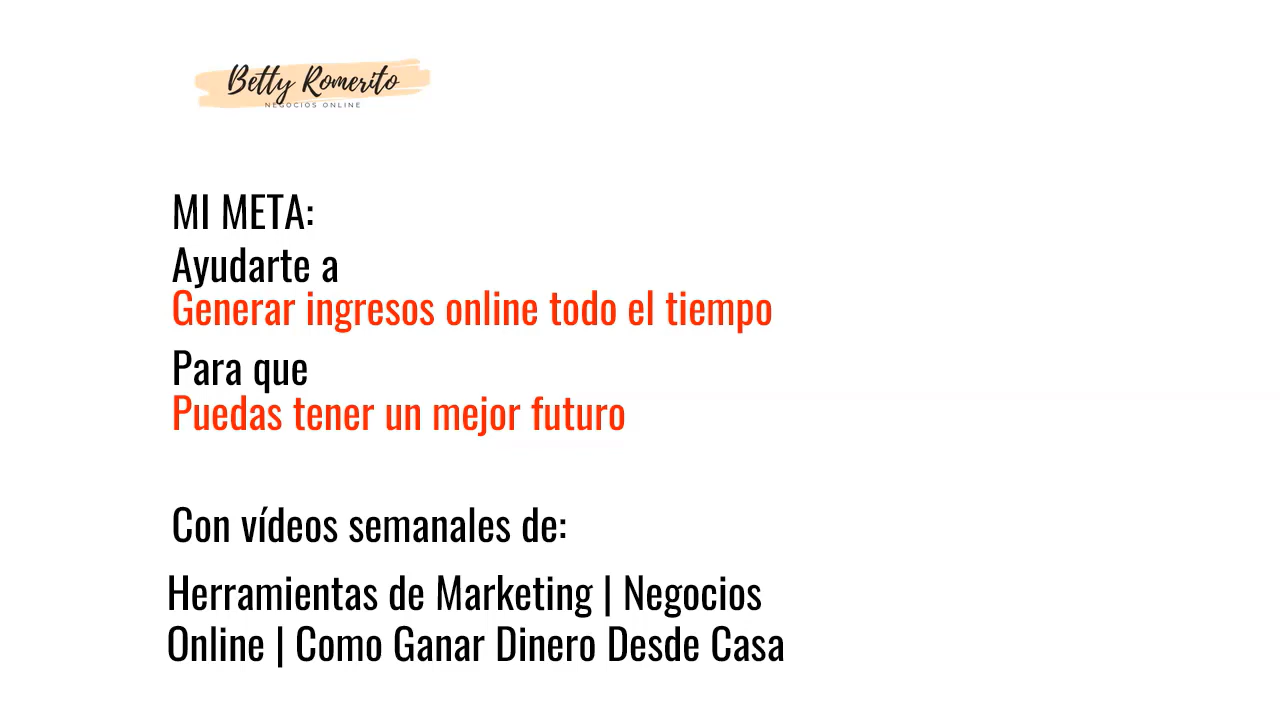 Betty Romerito
NEGOCIOS ONLINE
MI META:
Ayudarte a
Generar ingresos online todo el tiempo
Para que
Puedas tener un mejor futuro
Con vídeos semanales de:
Herramientas de Marketing | Negocios
Online | Como Ganar Dinero Desde Casa